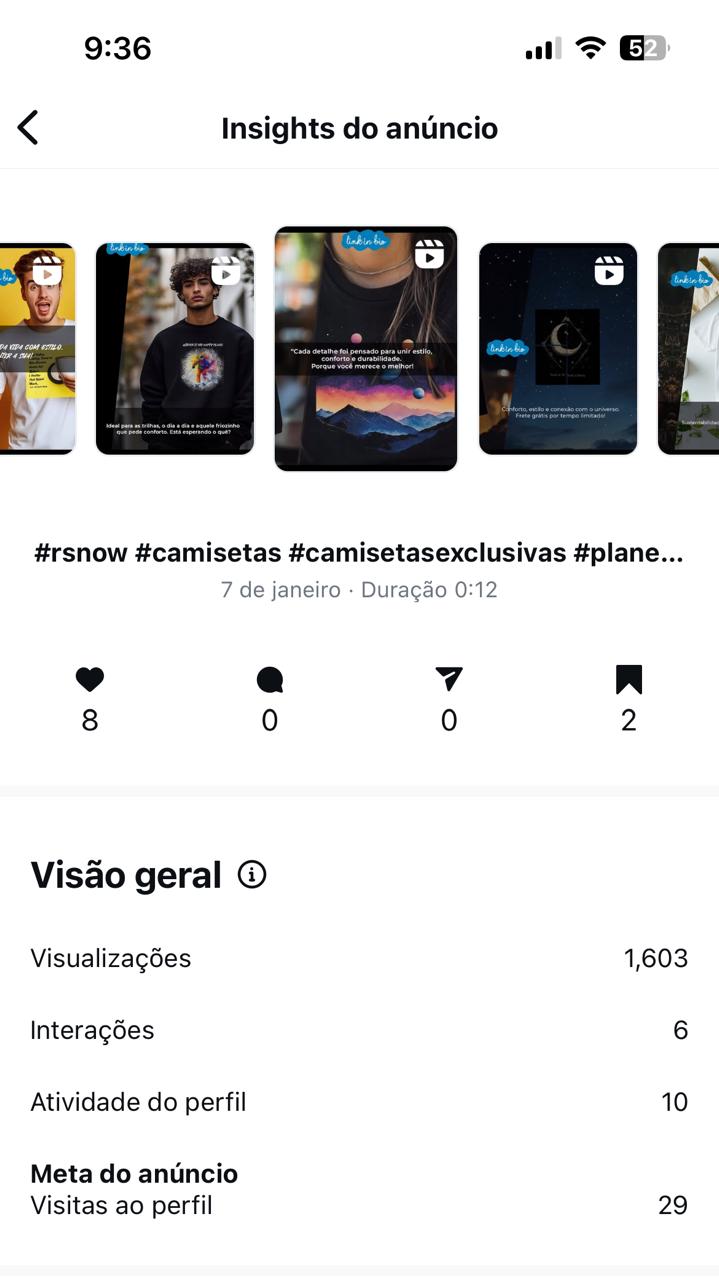 9:36
52
Insights do anúncio
link in bio
link in bio
link in bio
link in bio
DA VIDA COM ESTILO.
Ideal para as trilhas, o dia a dia e aquele friozinho
que pede conforto. Está esperando o quê?
"Cada detalhe foi pensado para unir estilo,
conforto e durabilidade.
Porque você merece o melhor!
Conforto, estilo e conexão com o universo.
Frete grátis por tempo limitado!
#rsnow #camisetas #camisetasexclusivas #plane...
7 de janeiro · Duração 0:12
8
0
0
2
Visão geral
Visualizações 1,603
Interações 6
Atividade do perfil 10
Meta do anúncio
Visitas ao perfil 29